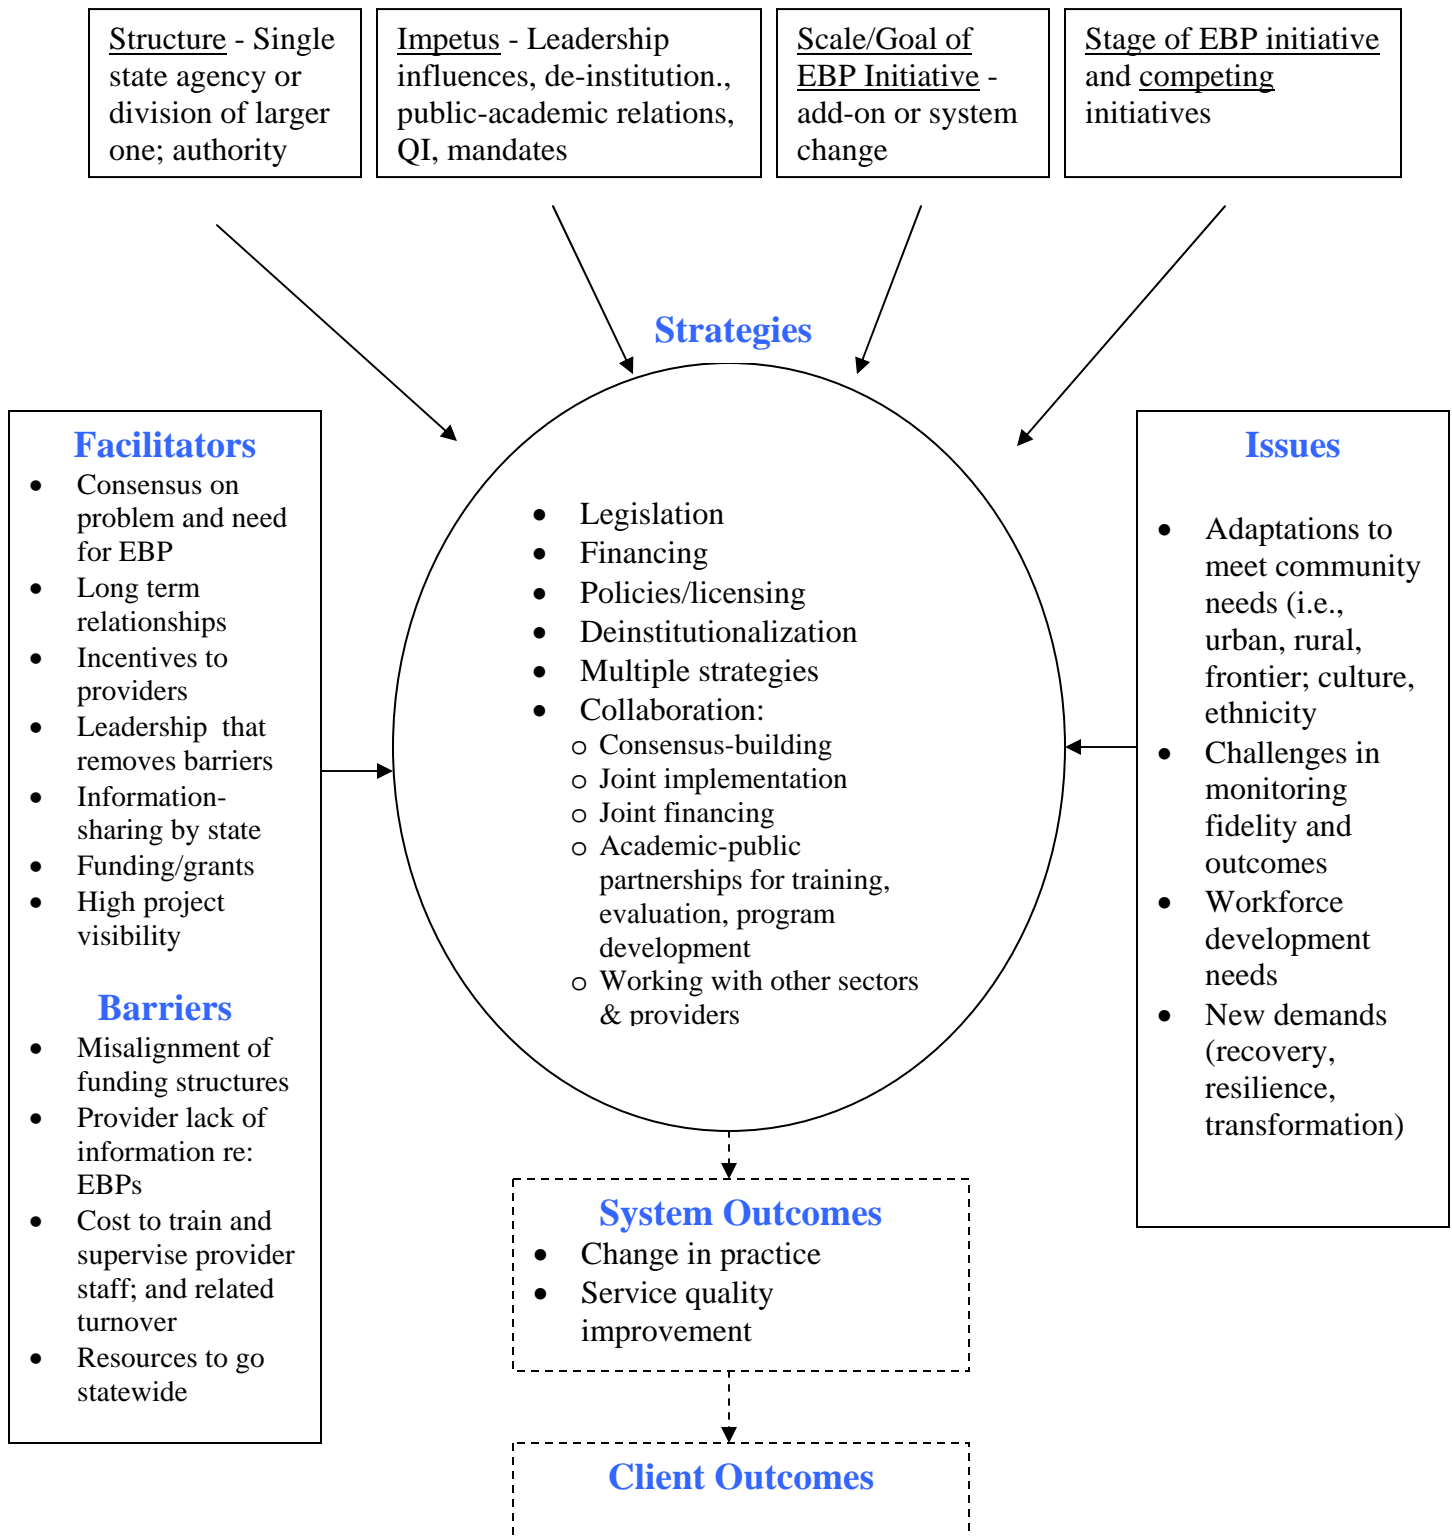 Structure - Single
state agency or
division of larger
one; authority
Impetus - Leadership
influences, de-institution.,
public-academic relations,
QI, mandates
Scale/Goal of
EBP Initiative -
add-on or system
change
Stage of EBP initiative
and competing
initiatives
Strategies
Facilitators
• Consensus on
problem and need
for EBP
• Long term
relationships
• Incentives to
providers
• Leadership that
removes barriers
• Information-
sharing by state
• Funding/grants
• High project
visibility
Barriers
• Misalignment of
funding structures
• Provider lack of
information re:
EBPs
• Cost to train and
supervise provider
staff; and related
turnover
• Resources to go
statewide
• Legislation
• Financing
• Policies/licensing
• Deinstitutionalization
• Multiple strategies
• Collaboration:
o Consensus-building
o Joint implementation
o Joint financing
o Academic-public
partnerships for training,
evaluation, program
development
o Working with other sectors
& providers
Issues
• Adaptations to
meet community
needs (i.e.,
urban, rural,
frontier; culture,
ethnicity
• Challenges in
monitoring
fidelity and
outcomes
• Workforce
development
needs
• New demands
(recovery,
resilience,
transformation)
System Outcomes
• Change in practice
• Service quality
improvement
Client Outcomes